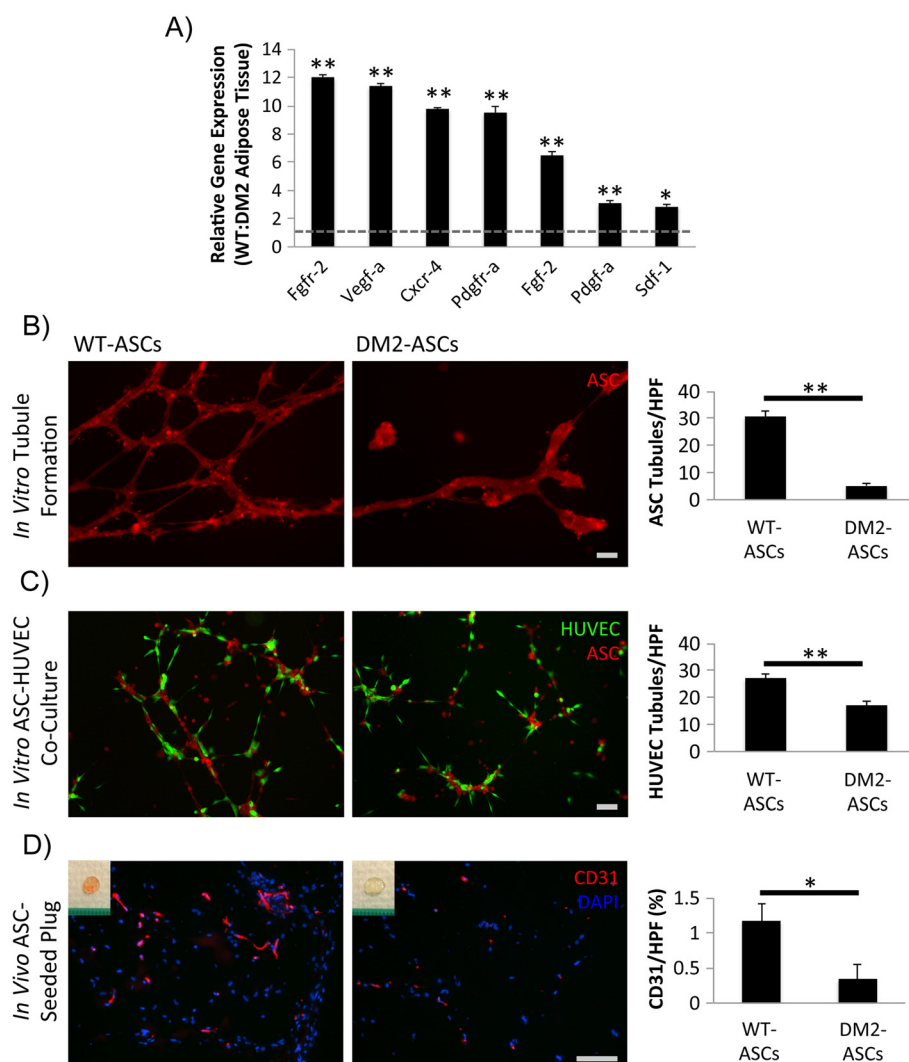 A)
Relative Gene Expression
(WT:DM2 Adipose Tissue)
14
12
10
8
6
4
2
0
** ** ** ** ** ** *
Fgfr-2 Vegf-a Cxcr-4 Pdgfr-a Fgf-2 Pdgf-a Sdf-1
B)
WT-ASCs DM2-ASCs
In Vitro Tubule
Formation
ASC
ASC Tubules/HPF
40
30
20
10
0
**
WT-
ASCs
DM2-
ASCs
C)
In Vitro ASC-HUVEC
Co-Culture
HUVEC
ASC
HUVEC Tubules/HPF
40
30
20
10
0
**
WT-
ASCs
DM2-
ASCs
D)
In Vivo ASC-
Seeded Plug
CD31
DAPI
CD31/HPF (%)
1.5
1
0.5
0
*
WT-
ASCs
DM2-
ASCs